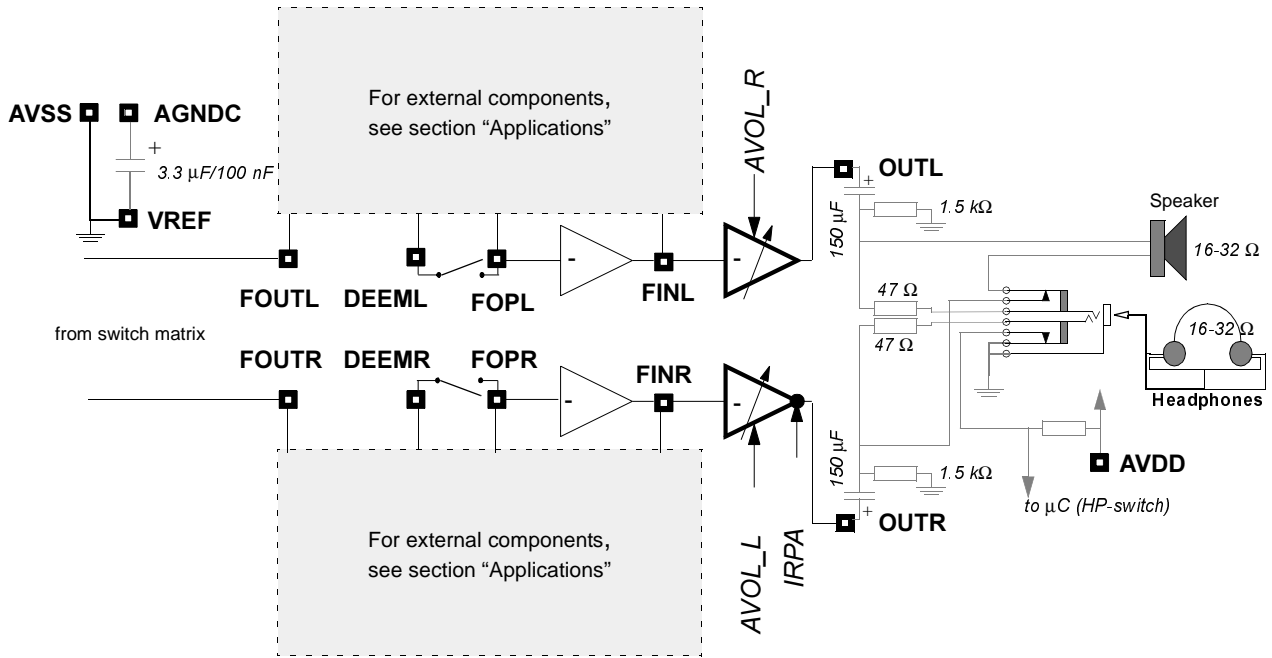 For external components,
see section “Applications”
AVSS
AGNDC
+
3.3 µF/100 nF
VREF
AVOL_R
OUTL
+
1.5 kΩ
150 µF
Speaker
16-32 Ω
-
-
FOUTL
DEEML
FOPL
FINL
47 Ω
47 Ω
from switch matrix
16-32 Ω
Headphones
FOUTR
DEEMR
FOPR
FINR
-
-
150 µF
1.5 kΩ
+
OUTR
AVDD
to µC (HP-switch)
AVOL_L
IRPA
For external components,
see section “Applications”